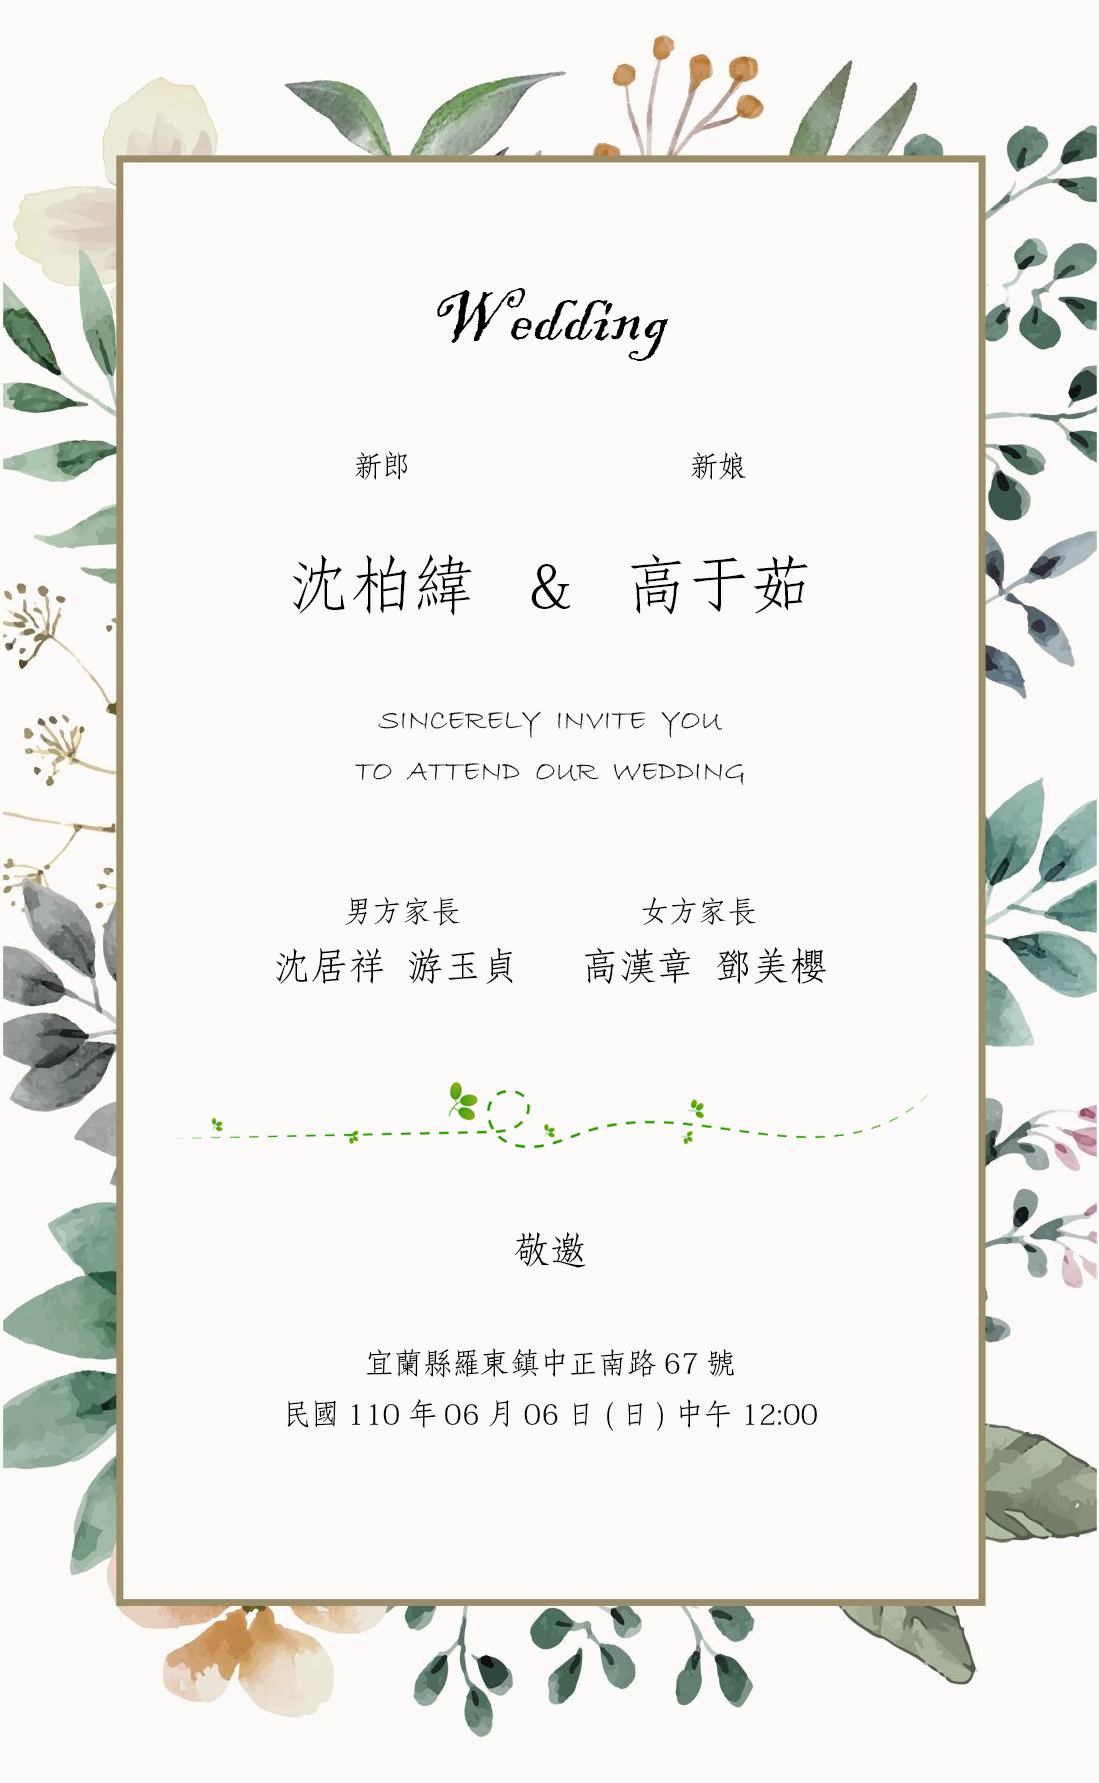 Wedding
新郎 新娘
沈柏緯 & 高于茹
SINCERELY INVITE YOU
TO ATTEND OUR WEDDING
男方家長 女方家長
沈居祥 游玉貞 高漢章 鄧美櫻
敬邀
宜蘭縣羅東鎮中正南路 67 號
民國 110 年 06 月 06 日 ( 日 ) 中午 12:00